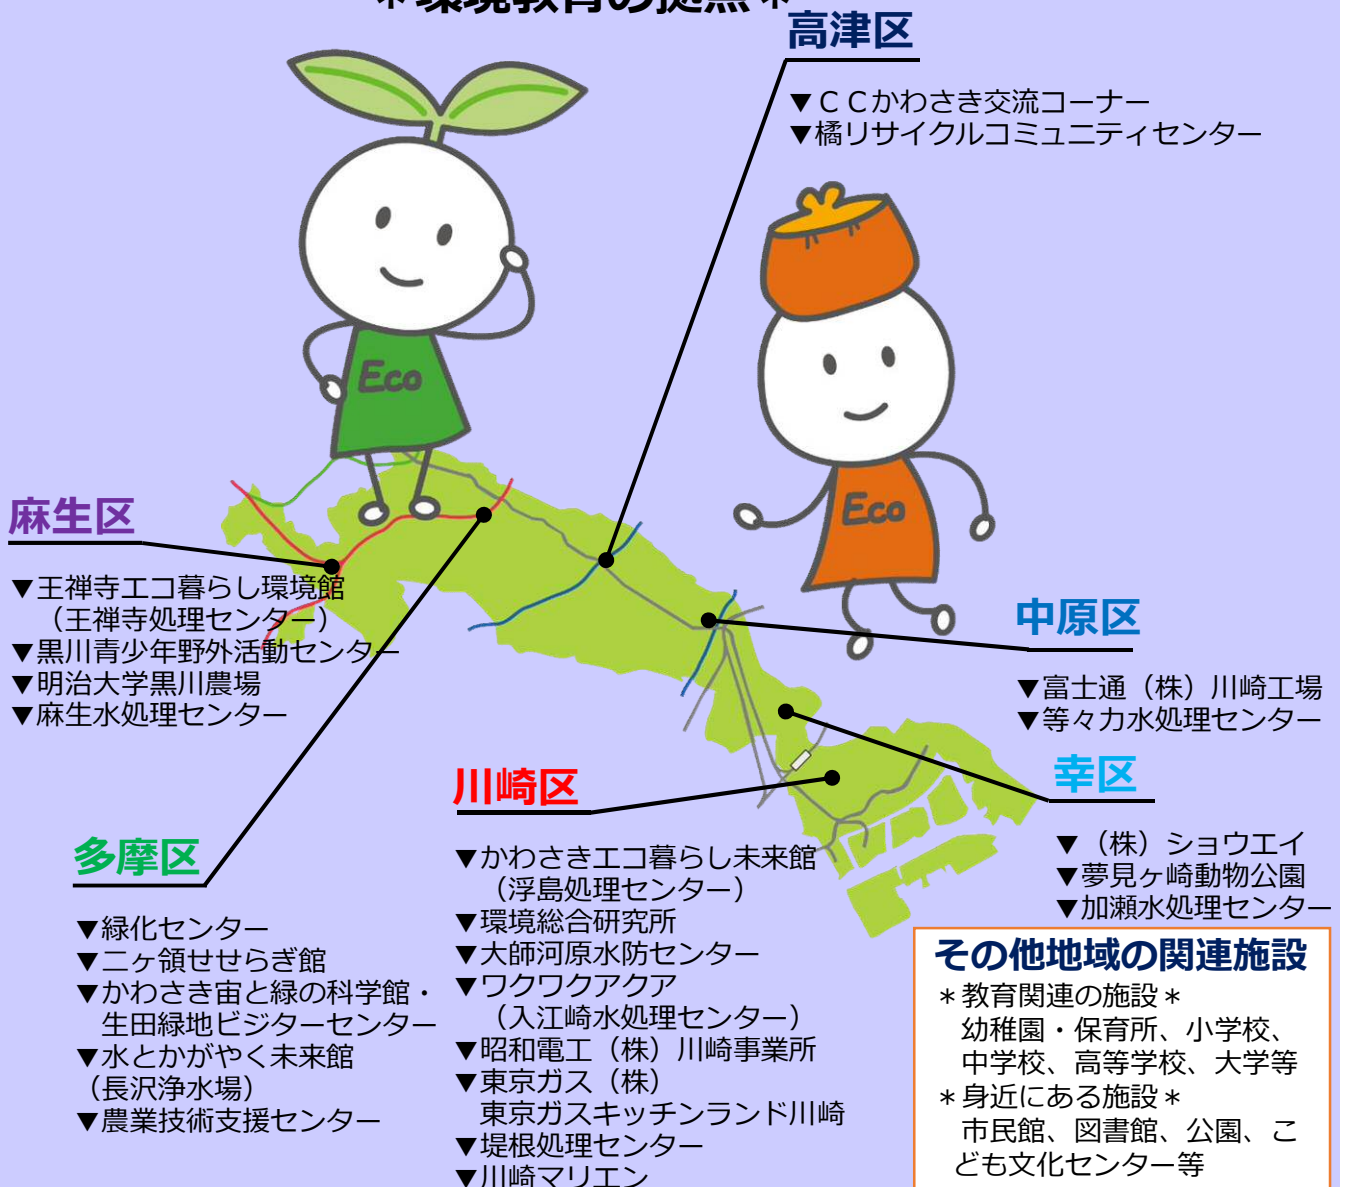 ＊環境教育の拠点＊
高津区
▼ＣＣかわさき交流コーナー
▼橘リサイクルコミュニティセンター
Eco
Eco
麻生区
▼王禅寺エコ暮らし環境館
（王禅寺処理センター）
▼黒川青少年野外活動センター
▼明治大学黒川農場
▼麻生水処理センター
中原区
▼富士通（株）川崎工場
▼等々力水処理センター
幸区
▼（株）ショウエイ
▼夢見ヶ崎動物公園
▼加瀬水処理センター
川崎区
▼かわさきエコ暮らし未来館
（浮島処理センター）
▼環境総合研究所
▼大師河原水防センター
▼ワクワクアクア
（入江崎水処理センター）
▼昭和電工（株）川崎事業所
▼東京ガス（株）
東京ガスキッチンランド川崎
▼堤根処理センター
▼川崎マリエン
多摩区
▼緑化センター
▼二ヶ領せせらぎ館
▼かわさき宙と緑の科学館・
生田緑地ビジターセンター
▼水とかがやく未来館
（長沢浄水場）
▼農業技術支援センター
その他地域の関連施設
＊教育関連の施設＊
幼稚園・保育所、小学校、
中学校、高等学校、大学等
＊身近にある施設＊
市民館、図書館、公園、こ
ども文化センター等